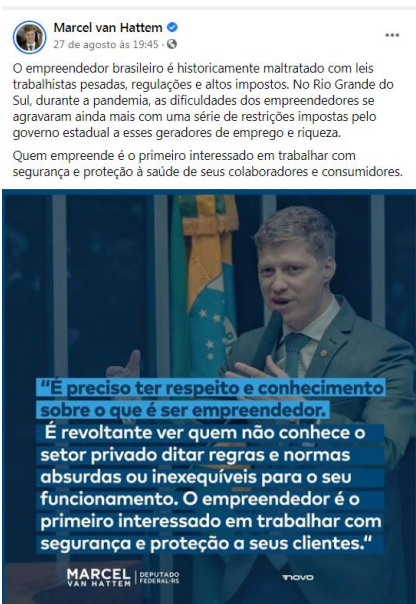 Marcel van Hattem
27 de agosto às 19:45 ·
O empreendedor brasileiro é historicamente maltratado com leis
trabalhistas pesadas, regulações e altos impostos. No Rio Grande do
Sul, durante a pandemia, as dificuldades dos empreendedores se
agravaram ainda mais com uma série de restrições impostas pelo
governo estadual a esses geradores de emprego e riqueza.
Quem empreende é o primeiro interessado em trabalhar com
segurança e proteção à saúde de seus colaboradores e consumidores.
“É preciso ter respeito e conhecimento
sobre o que é ser empreendedor.
É revoltante ver quem não conhece o
setor privado ditar regras e normas
absurdas ou inexequíveis para o seu
funcionamento. O empreendedor é o
primeiro interessado em trabalhar com
segurança e proteção a seus clientes.“
MARCEL VAN HATTEM | DEPUTADO FEDERAL-RS
NOVO